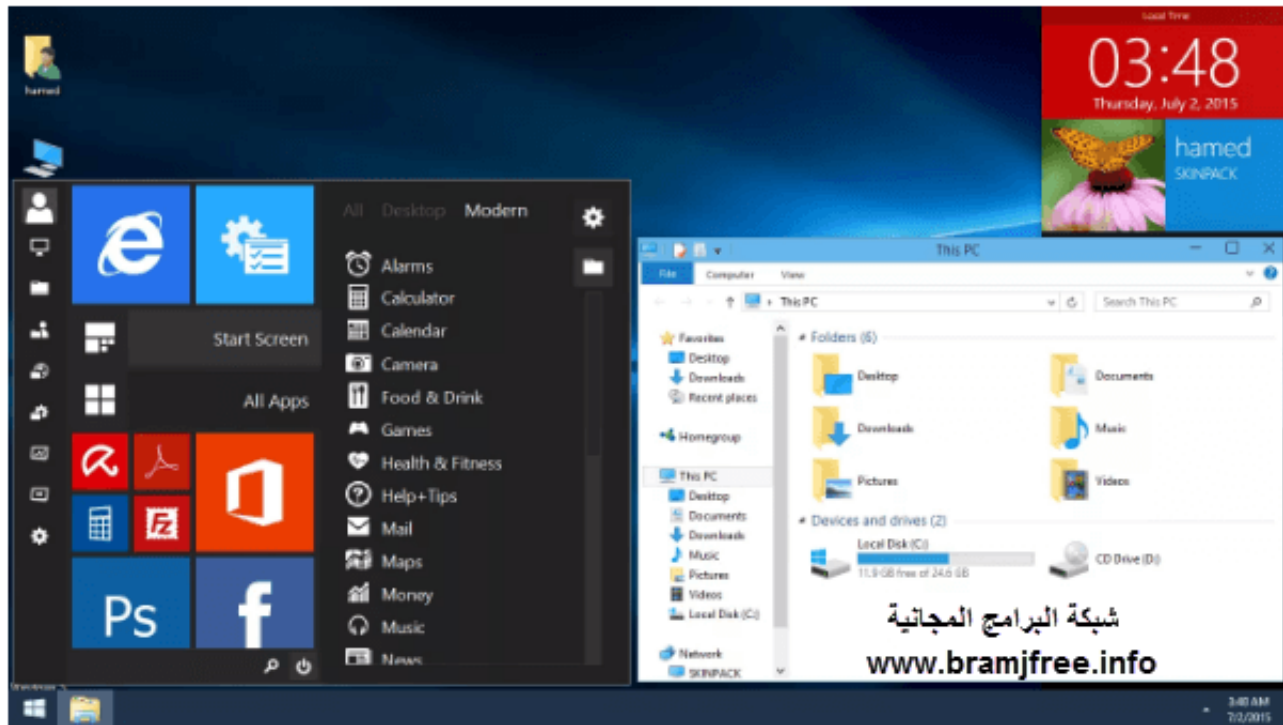 Local Time
03:48
Thursday, July 2, 2015
hamed
SKINPACK
hamed
All Desktop Modern
Alarms
Calculator
Calendar
Camera
Food & Drink
Games
Health & Fitness
Help+Tips
Mail
Maps
Money
Music
News
Start Screen
All Apps
Ps
This PC
File Computer View
This PC
Search This PC
Favorites
Desktop
Downloads
Recent places
Homegroup
This PC
Desktop
Documents
Downloads
Music
Pictures
Videos
Local Disk (C:)
Network
SKINPACK
Folders (6)
Desktop
Documents
Downloads
Music
Pictures
Videos
Devices and drives (2)
Local Disk (C:)
11.9 GB free of 24.6 GB
CD Drive (D:)
شبكة البرامج المجانية
www.bramjfree.info
3:48 AM
7/2/2015